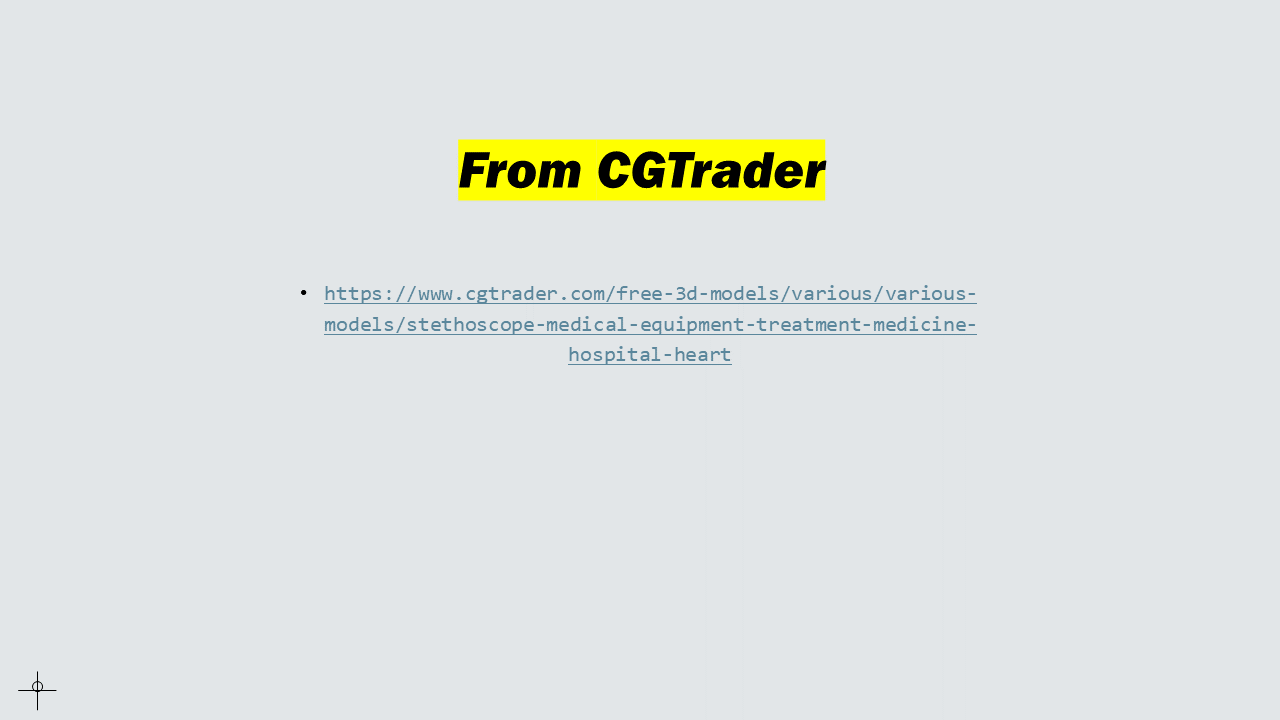 From CGTrader
• https://www.cgtrader.com/free-3d-models/various/various-
models/stethoscope-medical-equipment-treatment-medicine-
hospital-heart